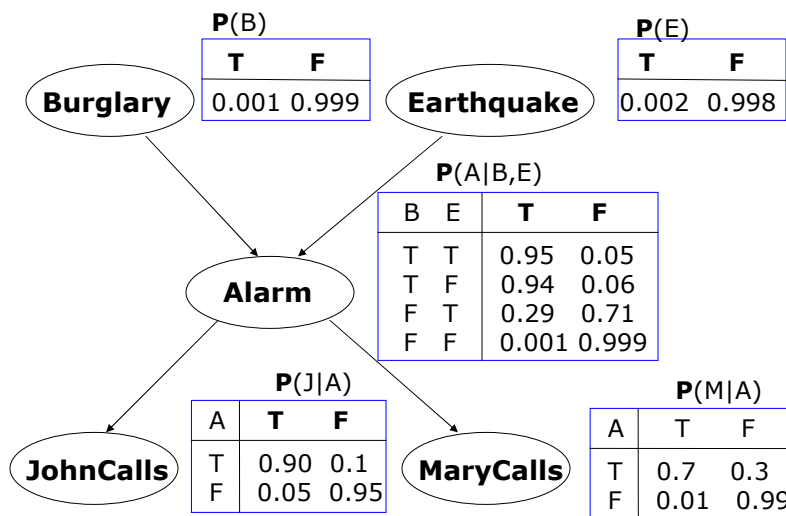 P(B)
T F
0.001 0.999
Burglary
P(E)
T F
0.002 0.998
Earthquake
P(A|B,E)
B E T F
T T 0.95 0.05
T F 0.94 0.06
F T 0.29 0.71
F F 0.001 0.999
Alarm
P(J|A)
A T F
T 0.90 0.1
F 0.05 0.95
JohnCalls
P(M|A)
A T F
T 0.7 0.3
F 0.01 0.99
MaryCalls